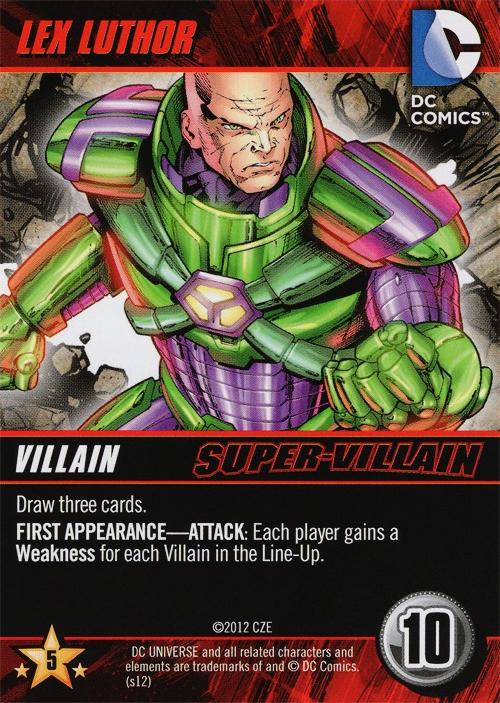 LEX LUTHOR
DC
COMICS™
VILLAIN
SUPER-VILLAIN
Draw three cards.
FIRST APPEARANCE—ATTACK: Each player gains a
Weakness for each Villain in the Line-Up.
©2012 CZE
5
DC UNIVERSE and all related characters and
elements are trademarks of and © DC Comics.
(s12)
10